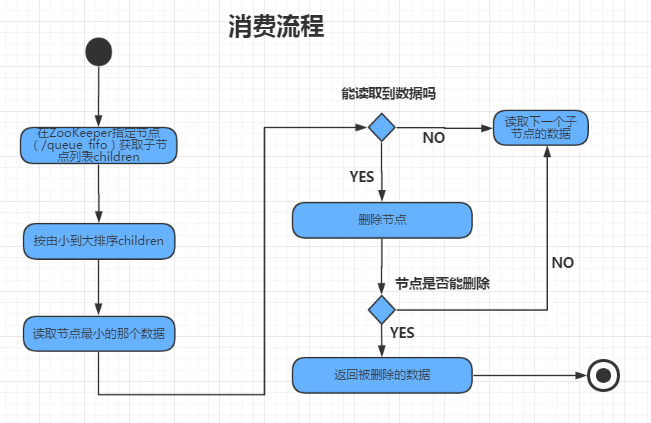 消费流程
在ZooKeeper指定节点
（/queue_fifo）获取子节
点列表children
按由小到大排序children
读取节点最小的那个数据
能读取到数据吗
NO
读取下一个子
节点的数据
YES
删除节点
节点是否能删除
NO
YES
返回被删除的数据